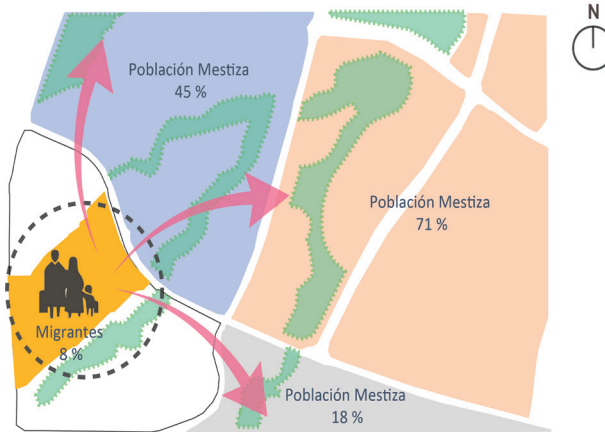 N
Población Mestiza
45 %
Población Mestiza
71 %
Migrantes
8 %
Población Mestiza
18 %